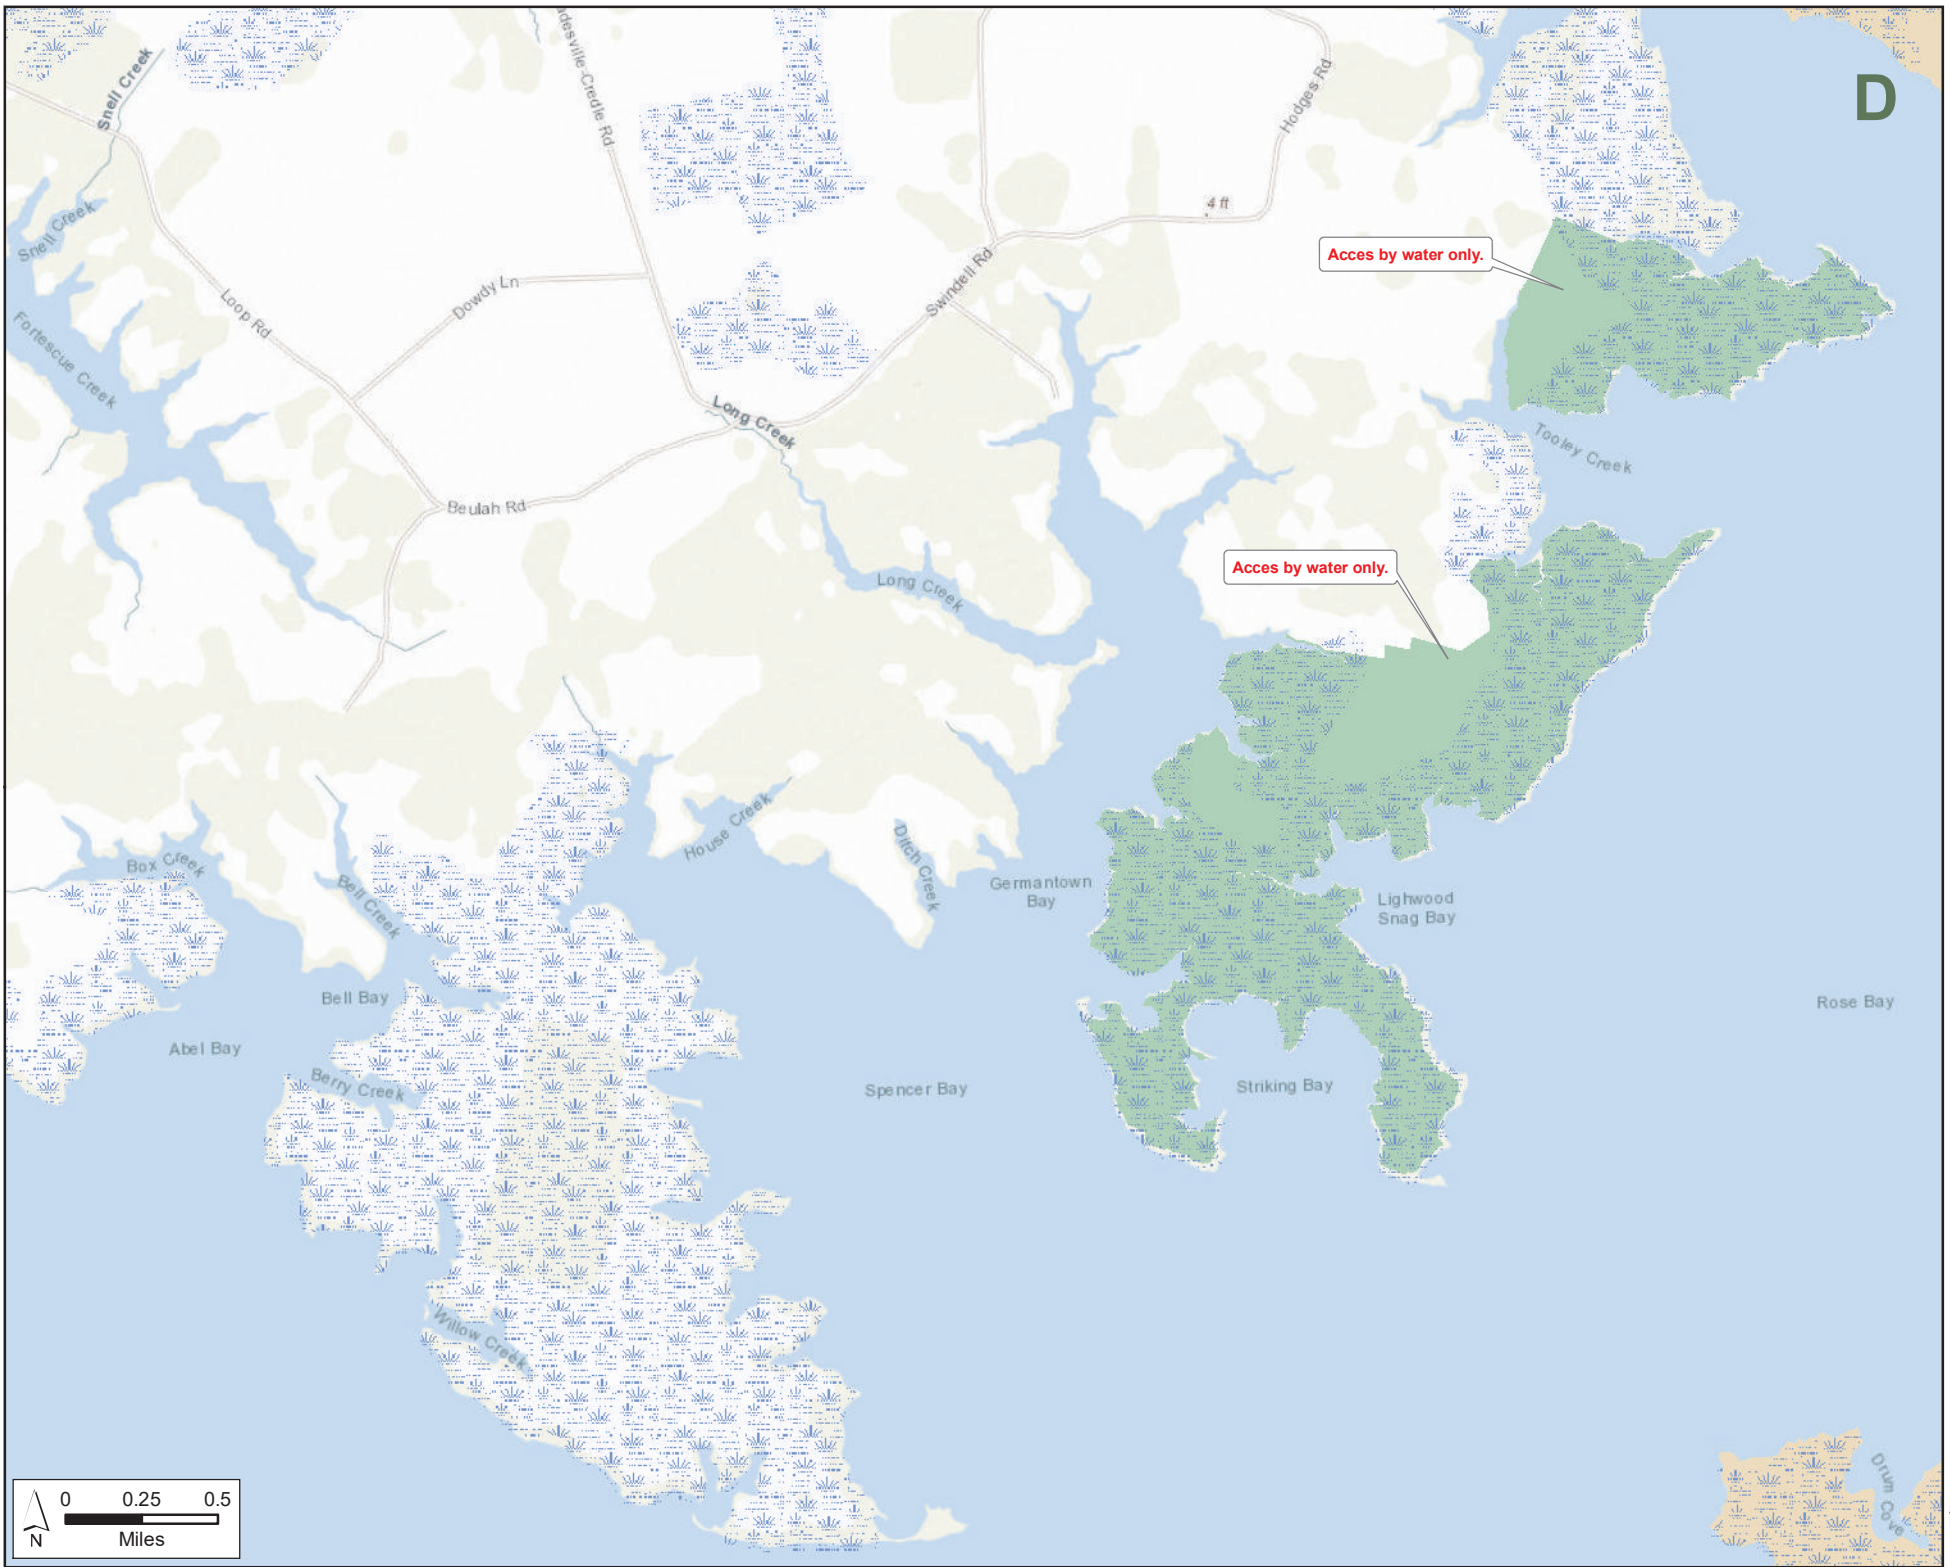 D
Snell Creek
adesville-Credle Rd
Hodges Rd
4 ft
Snell Creek
Acces by water only.
Swindell Rd
Dowdy Ln
Loop Rd
Fortescue Creek
Long Creek
Tooley Creek
Beulah Rd
Acces by water only.
Long Creek
House Creek
Ditch Creek
Box Creek
Bell Creek
Germantown
Bay
Lighwood
Snag Bay
Bell Bay
Rose Bay
Abel Bay
Berry Creek
Spencer Bay
Striking Bay
Willow Creek
Drum Cove
0 0.25 0.5
N Miles